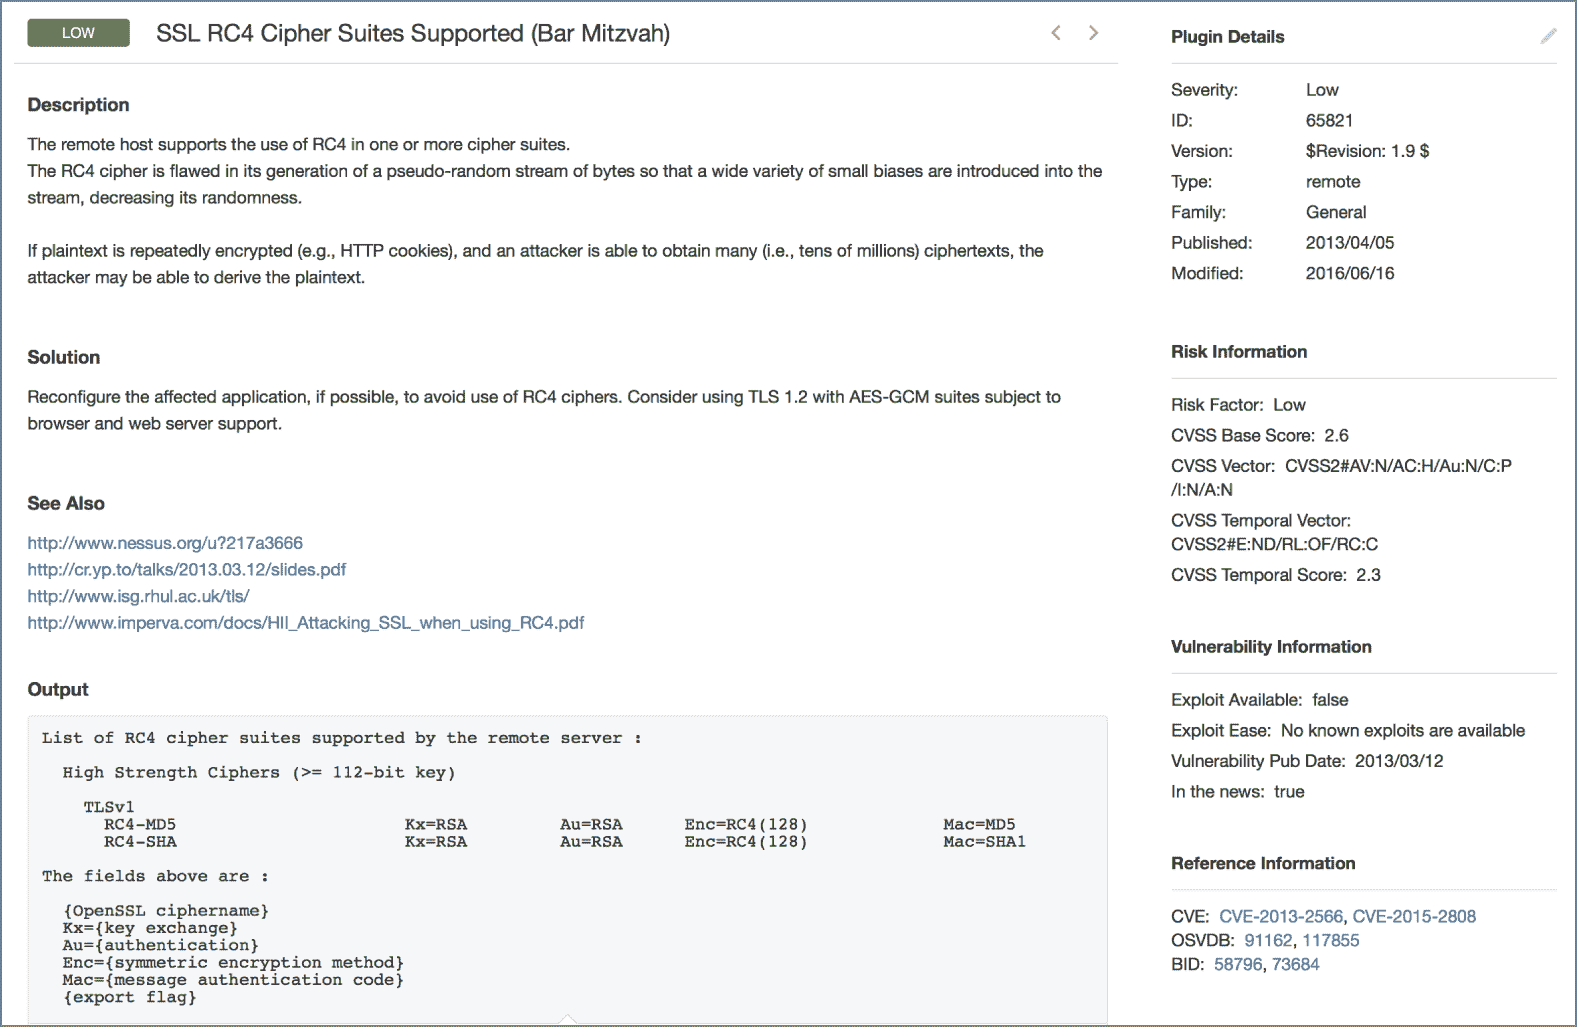 LOW
SSL RC4 Cipher Suites Supported (Bar Mitzvah)
Description
The remote host supports the use of RC4 in one or more cipher suites.
The RC4 cipher is flawed in its generation of a pseudo-random stream of bytes so that a wide variety of small biases are introduced into the
stream, decreasing its randomness.
If plaintext is repeatedly encrypted (e.g., HTTP cookies), and an attacker is able to obtain many (i.e., tens of millions) ciphertexts, the
attacker may be able to derive the plaintext.
Solution
Reconfigure the affected application, if possible, to avoid use of RC4 ciphers. Consider using TLS 1.2 with AES-GCM suites subject to
browser and web server support.
See Also
http://www.nessus.org/u?217a3666
http://cr.yp.to/talks/2013.03.12/slides.pdf
http://www.isg.rhul.ac.uk/tls/
http://www.imperva.com/docs/HII_Attacking_SSL_when_using_RC4.pdf
Output
List of RC4 cipher suites supported by the remote server :
High Strength Ciphers (>= 112-bit key)
TLSv1
RC4-MD5 Kx=RSA Au=RSA Enc=RC4(128) Mac=MD5
RC4-SHA Kx=RSA Au=RSA Enc=RC4(128) Mac=SHA1
The fields above are :
{OpenSSL ciphername}
Kx={key exchange}
Au={authentication}
Enc={symmetric encryption method}
Mac={message authentication code}
{export flag}
Plugin Details
Severity: Low
ID: 65821
Version: $Revision: 1.9 $
Type: remote
Family: General
Published: 2013/04/05
Modified: 2016/06/16
Risk Information
Risk Factor: Low
CVSS Base Score: 2.6
CVSS Vector: CVSS2#AV:N/AC:H/Au:N/C:P
/I:N/A:N
CVSS Temporal Vector:
CVSS2#E:ND/RL:OF/RC:C
CVSS Temporal Score: 2.3
Vulnerability Information
Exploit Available: false
Exploit Ease: No known exploits are available
Vulnerability Pub Date: 2013/03/12
In the news: true
Reference Information
CVE: CVE-2013-2566, CVE-2015-2808
OSVDB: 91162, 117855
BID: 58796, 73684